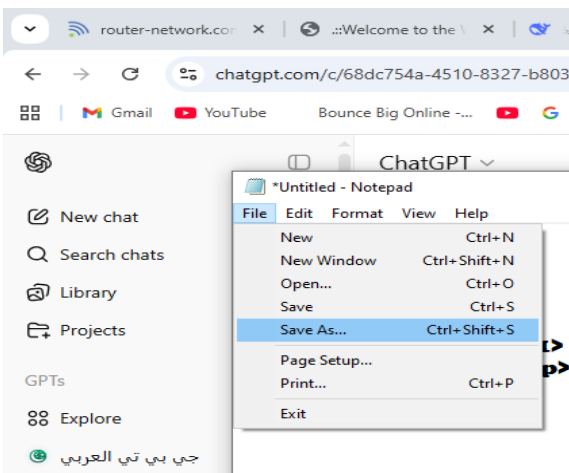 router-network.cor
.::Welcome to the \
chatgpt.com/c/68dc754a-4510-8327-b803
Gmail YouTube Bounce Big Online -...
ChatGPT
*Untitled - Notepad
File Edit Format View Help
New Ctrl+N
New Window Ctrl+Shift+N
Open... Ctrl+O
Save Ctrl+S
Save As... Ctrl+Shift+S
Page Setup...
Print... Ctrl+P
Exit
p>
New chat
Search chats
Library
Projects
GPTs
Explore
جي بي تي العربي